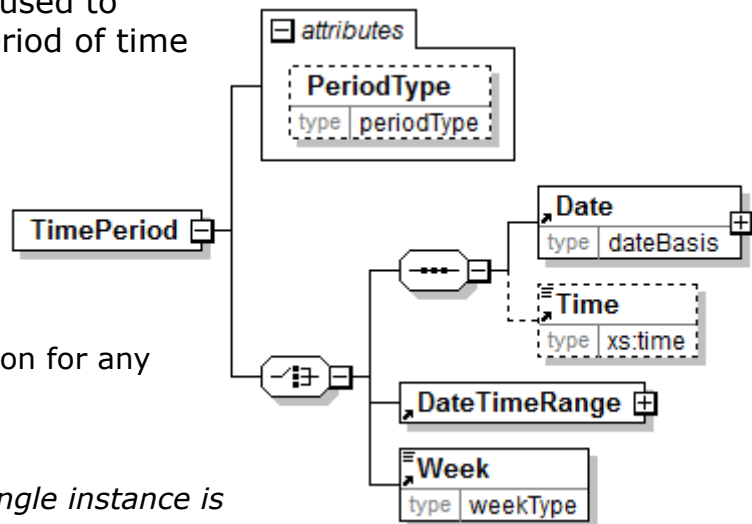 used to
eriod of time
attributes
PeriodType
type periodType
TimePeriod
Date
type dateBasis
Time
type xs:time
on for any
DateTimeRange
Week
type weekType
ngle instance is